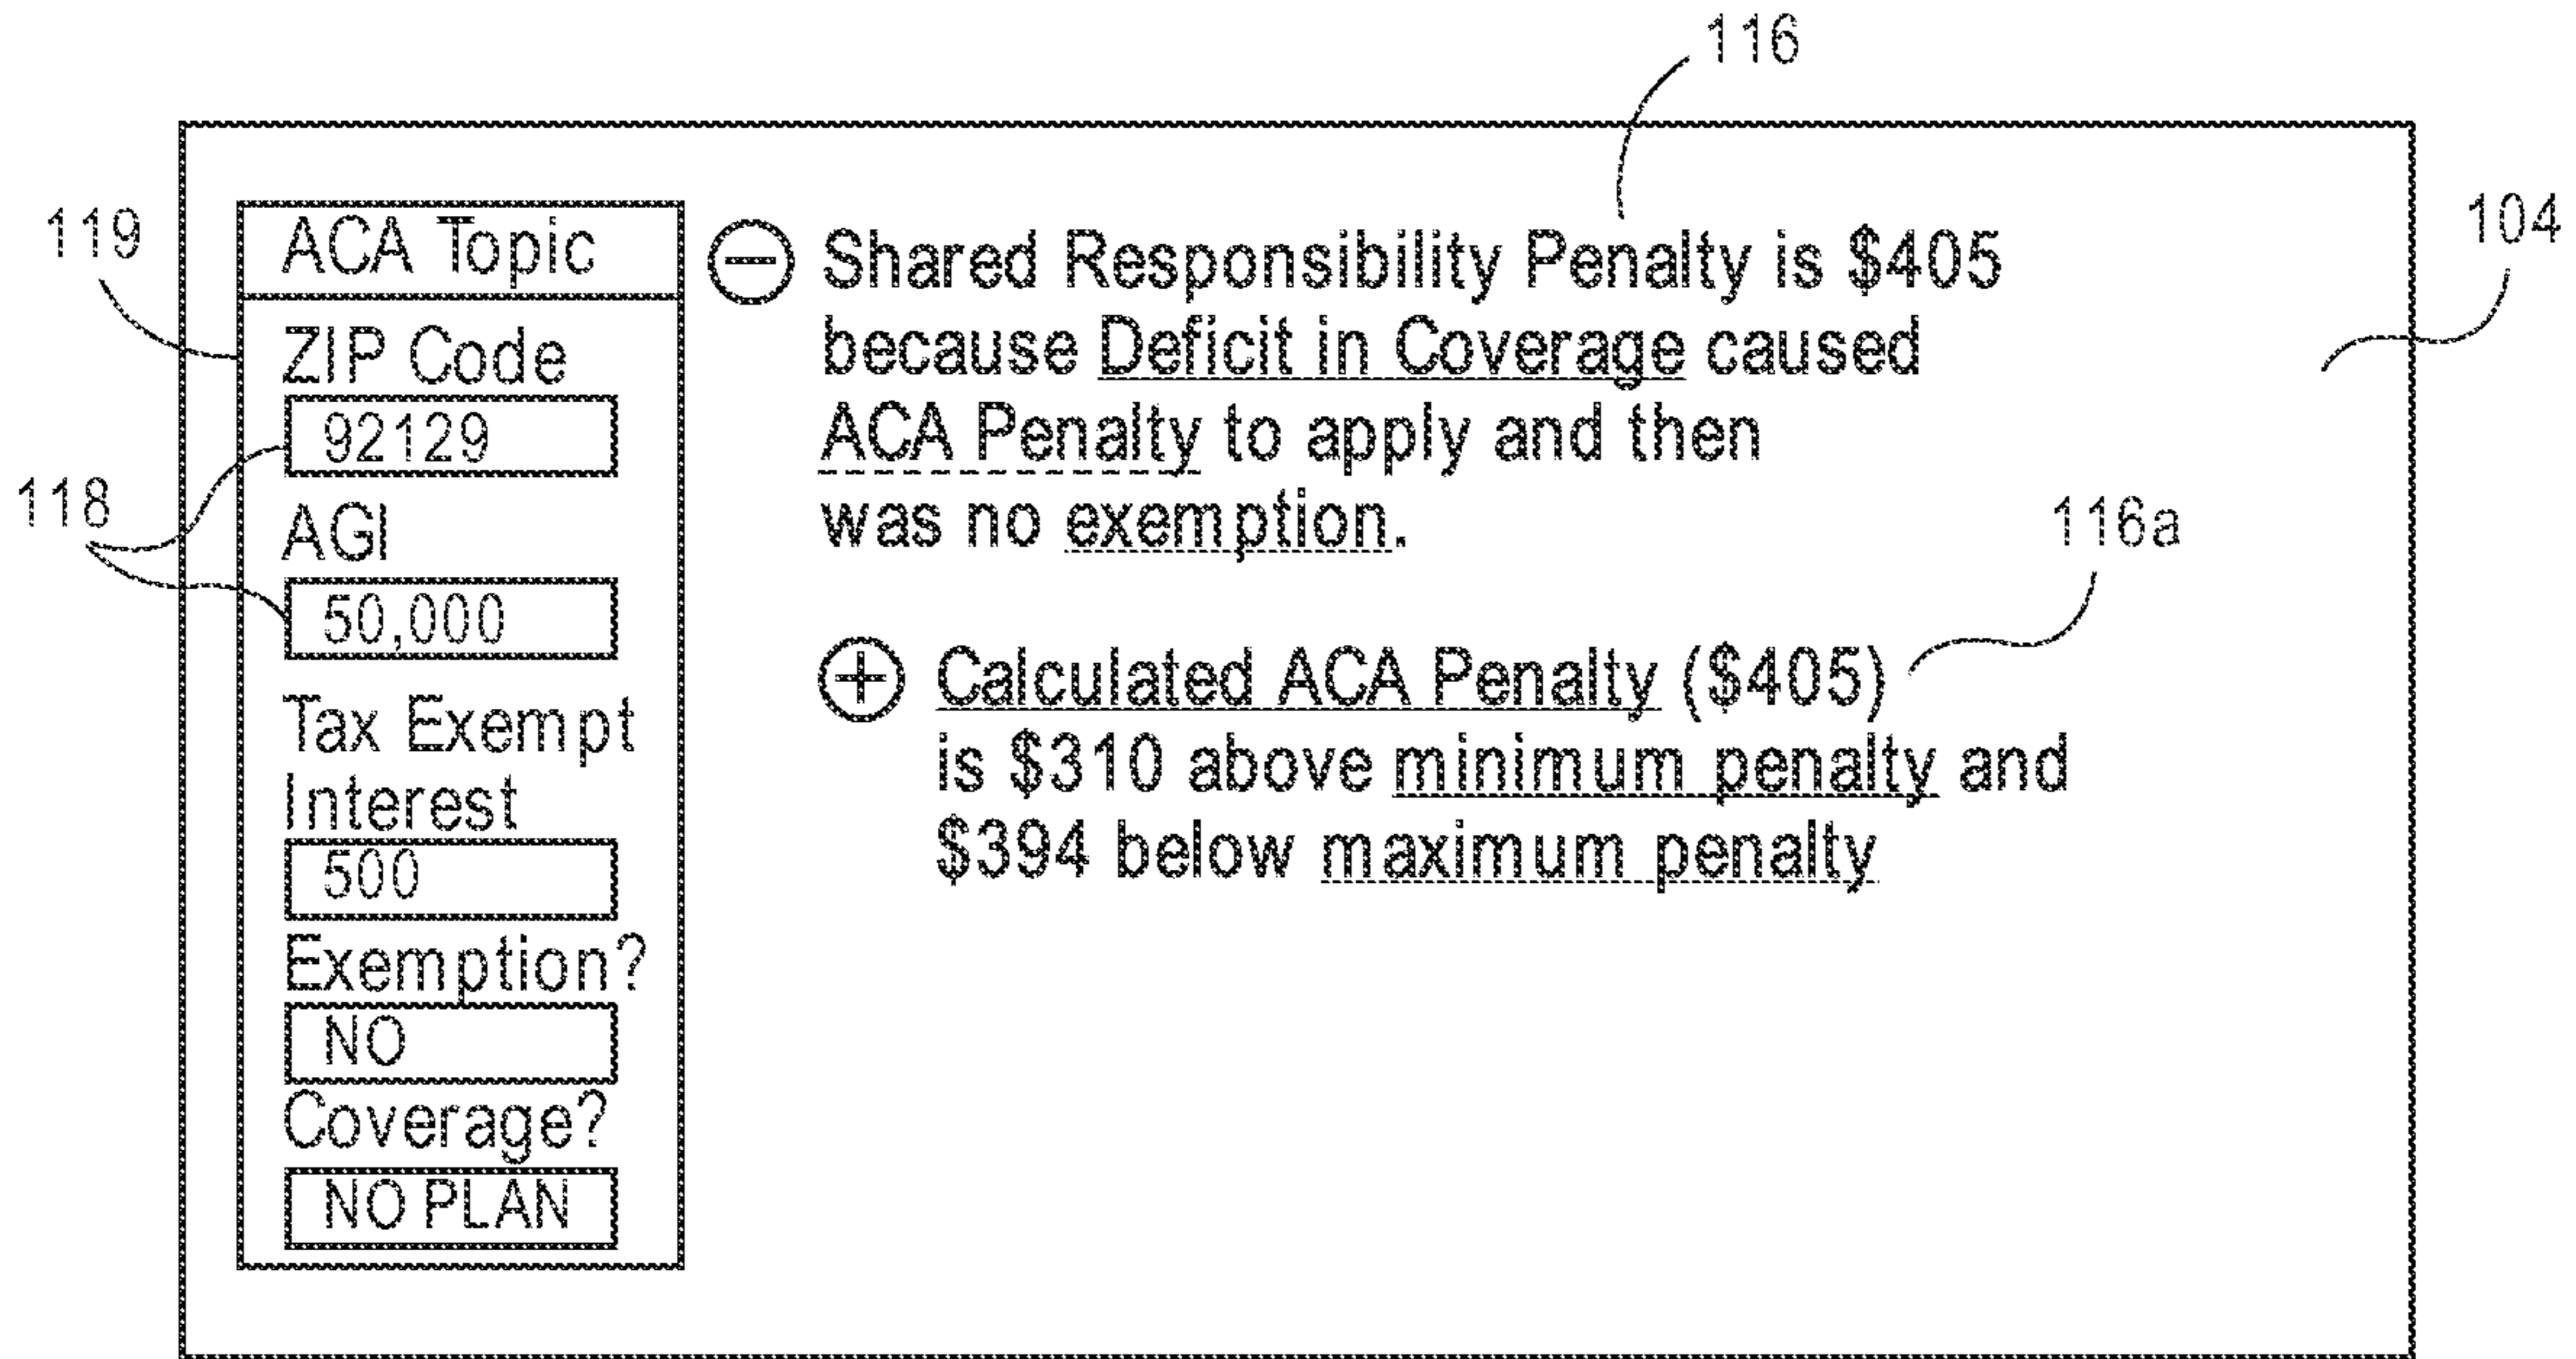 116
119
104
118
ACA Topic
ZIP Code
92129
AGI
50,000
Tax Exempt
Interest
500
Exemption?
NO
Coverage?
NO PLAN
Shared Responsibility Penalty is $405
because Deficit in Coverage caused
ACA Penalty to apply and then
was no exemption.
116a
Calculated ACA Penalty ($405)
is $310 above minimum penalty and
$394 below maximum penalty